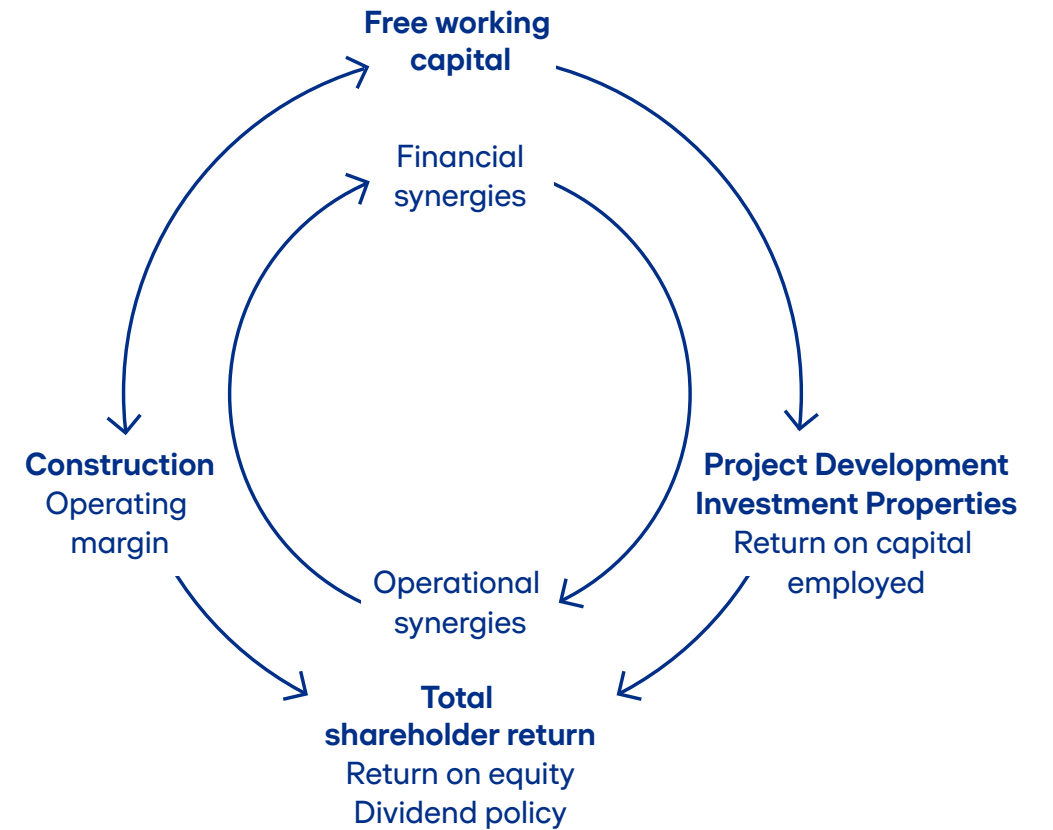 Free working
capital
Financial
synergies
Construction
Operating
margin
Project Development
Investment Properties
Return on capital
employed
Operational
synergies
Total
shareholder return
Return on equity
Dividend policy